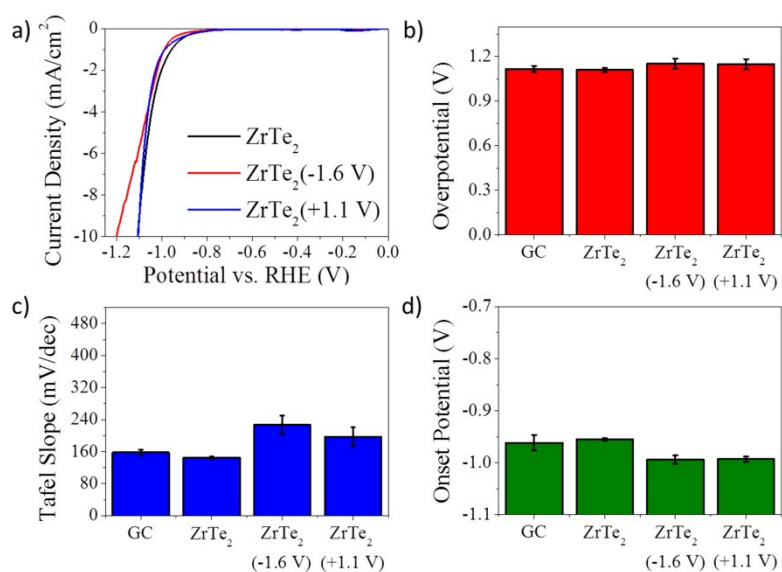 a)
Current Density (mA/cm²)
0
-2
-4
-6
-8
-10
ZrTe₂
ZrTe₂(-1.6 V)
ZrTe₂(+1.1 V)
-1.2 -1.0 -0.8 -0.6 -0.4 -0.2 0.0
Potential vs. RHE (V)
b)
Overpotential (V)
1.2
0.9
0.6
0.3
0.0
GC ZrTe₂ ZrTe₂ ZrTe₂
(-1.6 V) (+1.1 V)
c)
Tafel Slope (mV/dec)
480
400
320
240
160
80
0
GC ZrTe₂ ZrTe₂ ZrTe₂
(-1.6 V) (+1.1 V)
d)
Onset Potential (V)
-0.7
-0.8
-0.9
-1.0
-1.1
GC ZrTe₂ ZrTe₂ ZrTe₂
(-1.6 V) (+1.1 V)